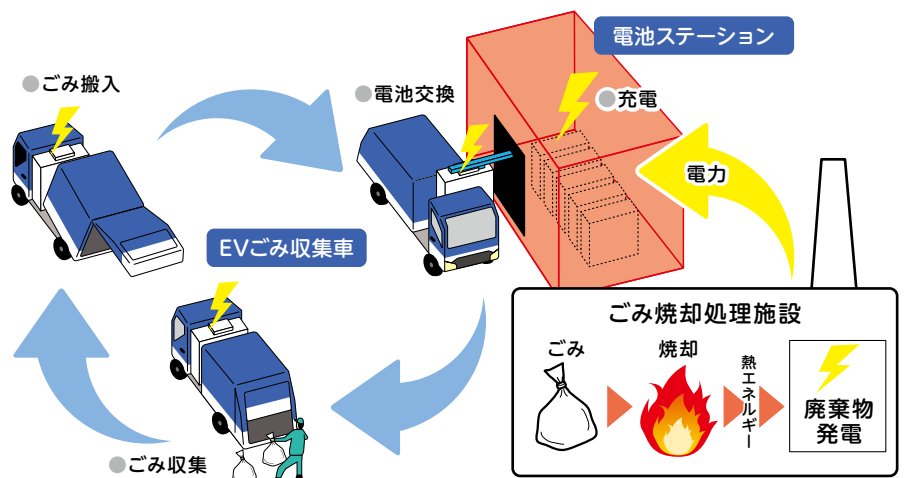 電池ステーション
●ごみ搬入
●電池交換
●充電
電力
EVごみ収集車
ごみ焼却処理施設
ごみ
焼却
熱エネルギー
廃棄物
発電
●ごみ収集